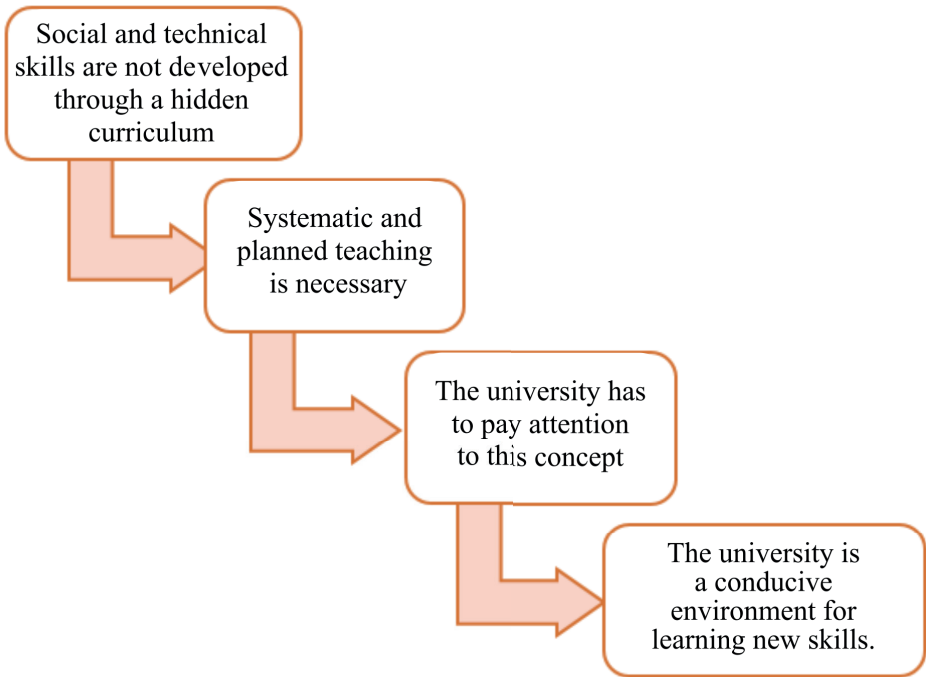 Social and technical
skills are not developed
through a hidden
curriculum
Systematic and
planned teaching
is necessary
The university has
to pay attention
to this concept
The university is
a conducive
environment for
learning new skills.